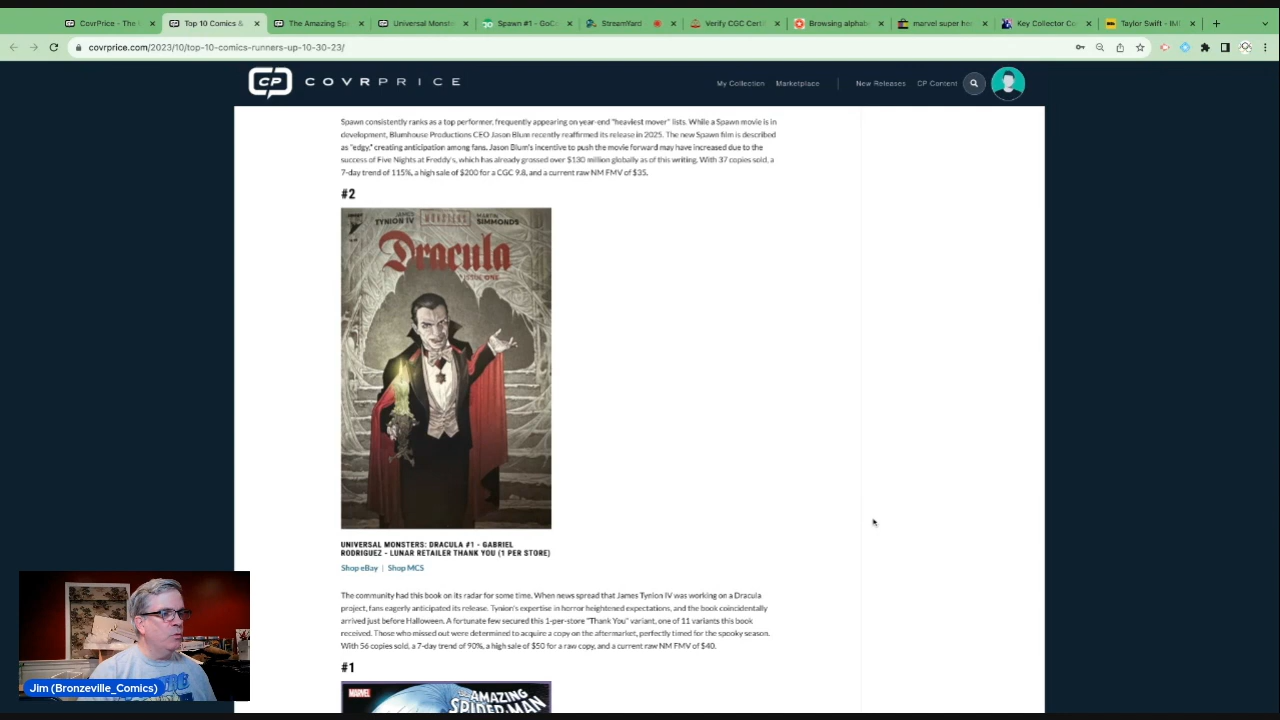 CovrPrice - The
Top 10 Comics &
The Amazing Sp
Universal Monste
Spawn #1 - GoC
StreamYard
Verify CGC Cert
Browsing alphab
marvel super he
Key Collector Co
Taylor Swift - IM
covrprice.com/2023/10/top-10-comics-runners-up-10-30-23/
CP COVRPRICE
My Collection Marketplace New Releases CP Content
Spawn consistently ranks as a top performer, frequently appearing on year-end "heaviest mover" lists. While a Spawn movie is in
development, Blumhouse Productions CEO Jason Blum recently reaffirmed its release in 2025. The new Spawn film is described
as "edgy," creating anticipation among fans. Jason Blum's incentive to push the movie forward may have increased due to the
success of Five Nights at Freddy's, which has already grossed over $130 million globally as of this writing. With 37 copies sold, a
7-day trend of 115%, a high sale of $200 for a CGC 9.8, and a current raw NM FMV of $35.
#2
JAMES TYNION IV MONSTERS MARTIN SIMMONDS
Dracula
ISSUE ONE
UNIVERSAL MONSTERS: DRACULA #1 - GABRIEL
RODRIGUEZ - LUNAR RETAILER THANK YOU (1 PER STORE)
Shop eBay | Shop MCS
The community had this book on its radar for some time. When news spread that James Tynion IV was working on a Dracula
project, fans eagerly anticipated its release. Tynion's expertise in horror heightened expectations, and the book coincidentally
arrived just before Halloween. A fortunate few secured this 1-per-store "Thank You" variant, one of 11 variants this book
received. Those who missed out were determined to acquire a copy on the aftermarket, perfectly timed for the spooky season.
With 56 copies sold, a 7-day trend of 90%, a high sale of $50 for a raw copy, and a current raw NM FMV of $40.
#1
MARVEL
THE AMAZING
SPIDER-MAN
Jim (Bronzeville_Comics)